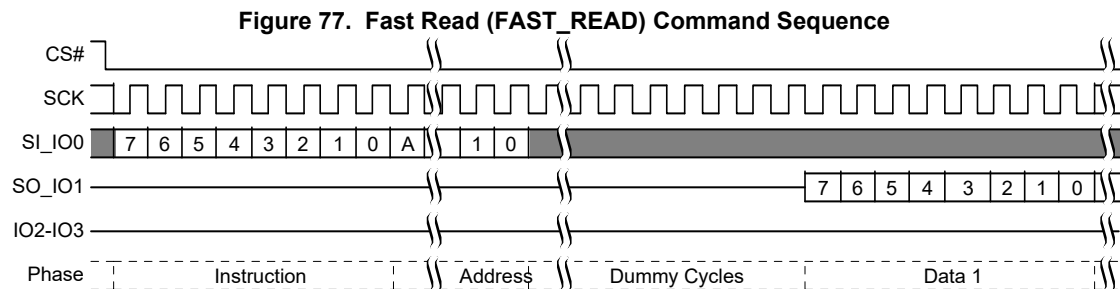 Figure 77.  Fast Read (FAST_READ) Command Sequence
CS#
SCK
SI_IO0 7 6 5 4 3 2 1 0 A 1 0
SO_IO1 7 6 5 4 3 2 1 0
IO2-IO3
Phase Instruction Address Dummy Cycles Data 1